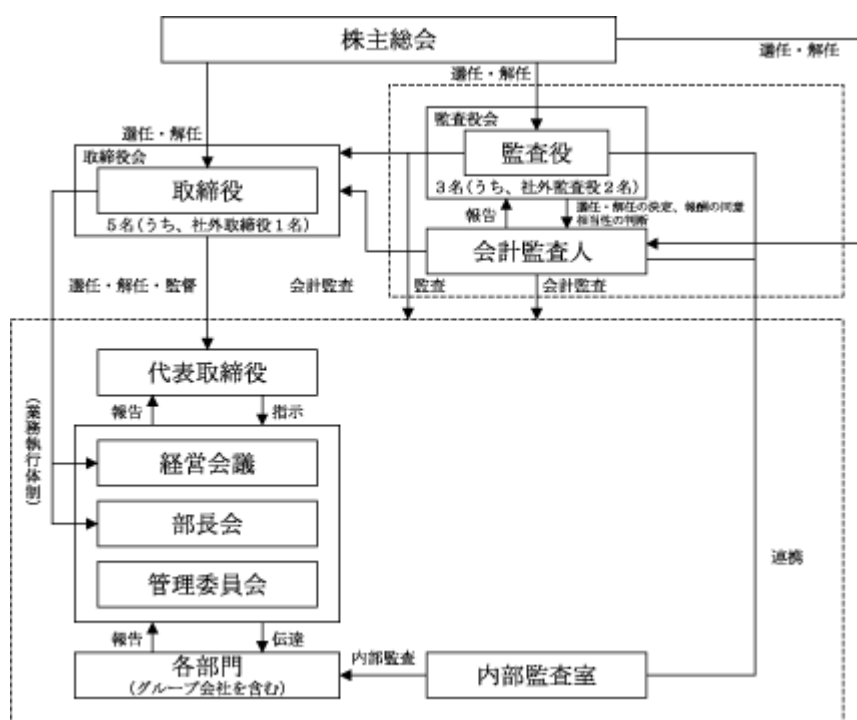 株主総会
選任・解任
選任・解任
選任・解任
監査役会
監査役
3名(うち、社外監査役2名)
取締役会
取締役
5名(うち、社外取締役1名)
報告
選任・解任の決定、報酬の同意
担当性の判断
会計監査人
選任・解任・監督
会計監査
監査
会計監査
代表取締役
報告
指示
(業務執行体制)
経営会議
部長会
管理委員会
連携
報告
伝達
各部門
(グループ会社を含む)
内部監査
内部監査室